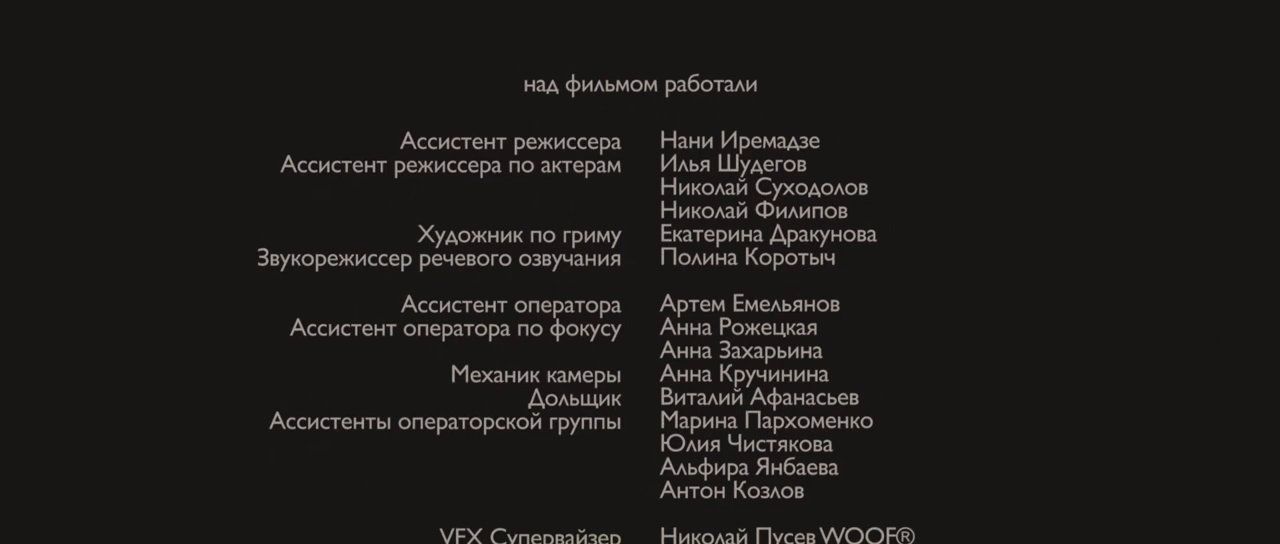 над фильмом работали
Ассистент режиссера Нани Иремадзе
Ассистент режиссера по актерам Илья Шудегов
Николай Суходолов
Николай Филипов
Художник по гриму Екатерина Дракунова
Звукорежиссер речевого озвучания Полина Коротыч
Ассистент оператора Артем Емельянов
Ассистент оператора по фокусу Анна Рожецкая
Анна Захарьина
Механик камеры Анна Кручинина
Дольщик Виталий Афанасьев
Ассистенты операторской группы Марина Пархоменко
Юлия Чистякова
Альфира Янбаева
Антон Козлов
VFX Супервайзер Николай Пусев WOOF®